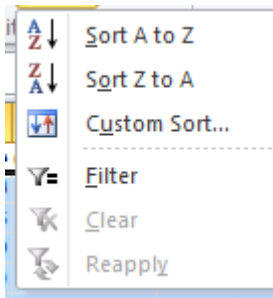 Sort A to Z
Sort Z to A
Custom Sort...
Filter
Clear
Reapply